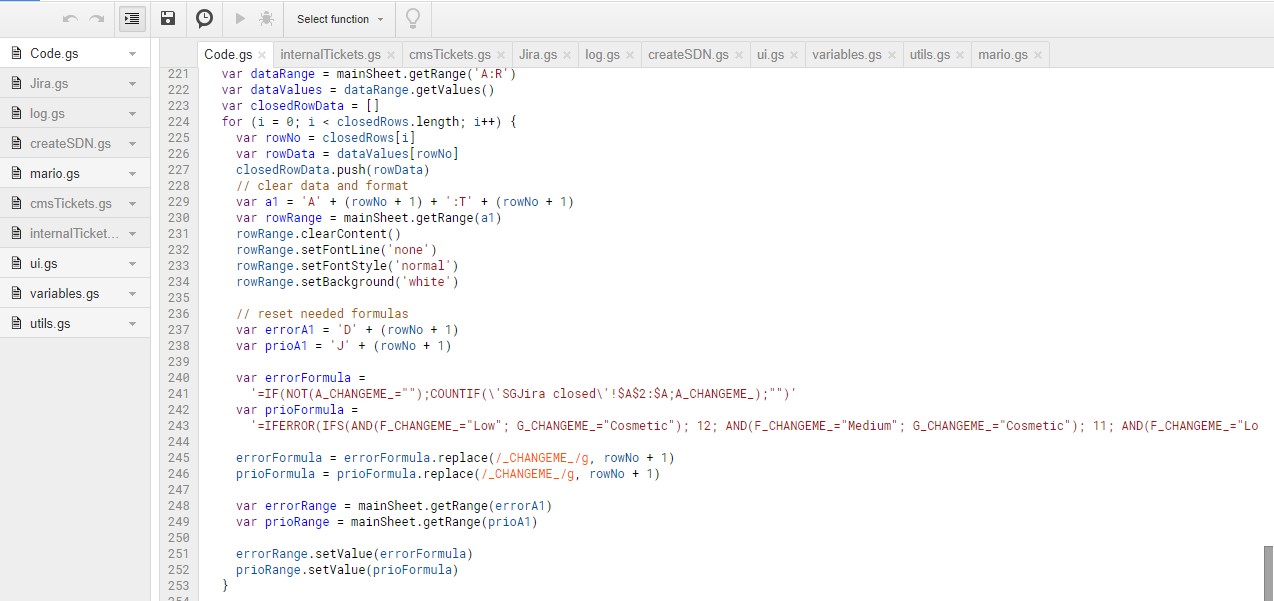 Select function
Code.gs
Jira.gs
log.gs
createSDN.gs
mario.gs
cmsTickets.gs
internalTicket...
ui.gs
variables.gs
utils.gs
Code.gs × internalTickets.gs × cmsTickets.gs × Jira.gs × log.gs × createSDN.gs × ui.gs × variables.gs × utils.gs × mario.gs ×
221 var dataRange = mainSheet.getRange('A:R')
222 var dataValues = dataRange.getValues()
223 var closedRowData = []
224 for (i = 0; i < closedRows.length; i++) {
225 var rowNo = closedRows[i]
226 var rowData = dataValues[rowNo]
227 closedRowData.push(rowData)
228 // clear data and format
229 var a1 = 'A' + (rowNo + 1) + ':T' + (rowNo + 1)
230 var rowRange = mainSheet.getRange(a1)
231 rowRange.clearContent()
232 rowRange.setFontLine('none')
233 rowRange.setFontStyle('normal')
234 rowRange.setBackground('white')
235
236 // reset needed formulas
237 var errorA1 = 'D' + (rowNo + 1)
238 var prioA1 = 'J' + (rowNo + 1)
239
240 var errorFormula =
241 '=IF(NOT(A_CHANGEME_="");COUNTIF(\'SGJira closed\'!$A$2:$A;A_CHANGEME_);"")'
242 var prioFormula =
243 '=IFERROR(IFS(AND(F_CHANGEME_="Low"; G_CHANGEME_="Cosmetic"); 12; AND(F_CHANGEME_="Medium"; G_CHANGEME_="Cosmetic"); 11; AND(F_CHANGEME_="Lo
244
245 errorFormula = errorFormula.replace(/_CHANGEME_/g, rowNo + 1)
246 prioFormula = prioFormula.replace(/_CHANGEME_/g, rowNo + 1)
247
248 var errorRange = mainSheet.getRange(errorA1)
249 var prioRange = mainSheet.getRange(prioA1)
250
251 errorRange.setValue(errorFormula)
252 prioRange.setValue(prioFormula)
253 }
254